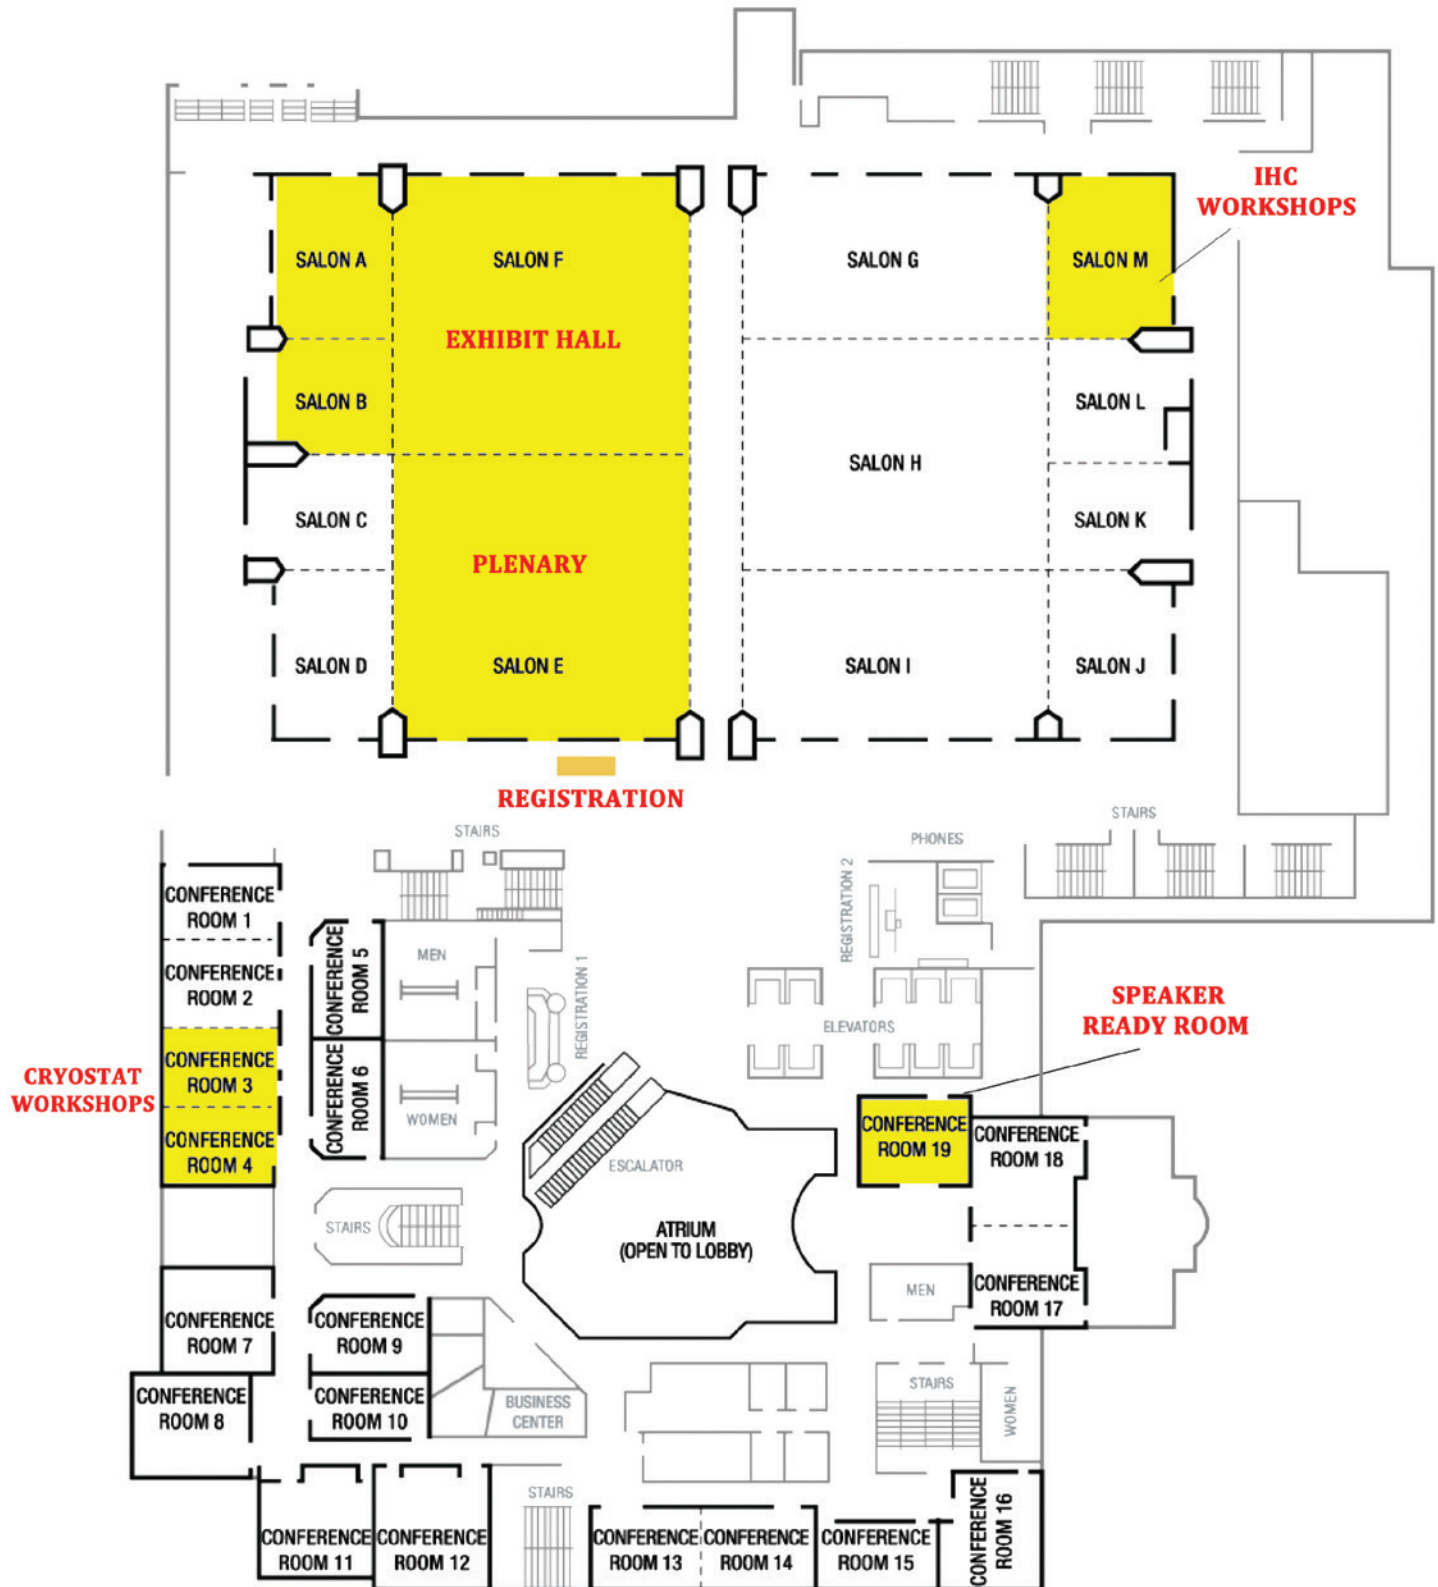 IHC
WORKSHOPS
SALON A
SALON F
SALON G
SALON M
EXHIBIT HALL
SALON B
SALON L
SALON H
SALON C
SALON K
PLENARY
SALON D
SALON E
SALON I
SALON J
REGISTRATION
STAIRS
PHONES
STAIRS
CONFERENCE
ROOM 1
CONFERENCE
ROOM 2
CONFERENCE
ROOM 5
MEN
REGISTRATION 1
REGISTRATION 2
ELEVATORS
SPEAKER
READY ROOM
CRYOSTAT
WORKSHOPS
CONFERENCE
ROOM 3
CONFERENCE
ROOM 4
CONFERENCE
ROOM 6
WOMEN
ESCALATOR
CONFERENCE
ROOM 19
CONFERENCE
ROOM 18
STAIRS
ATRIUM
(OPEN TO LOBBY)
MEN
CONFERENCE
ROOM 17
CONFERENCE
ROOM 7
CONFERENCE
ROOM 9
CONFERENCE
ROOM 8
CONFERENCE
ROOM 10
BUSINESS
CENTER
STAIRS
WOMEN
STAIRS
CONFERENCE
ROOM 11
CONFERENCE
ROOM 12
CONFERENCE
ROOM 13
CONFERENCE
ROOM 14
CONFERENCE
ROOM 15
CONFERENCE
ROOM 16